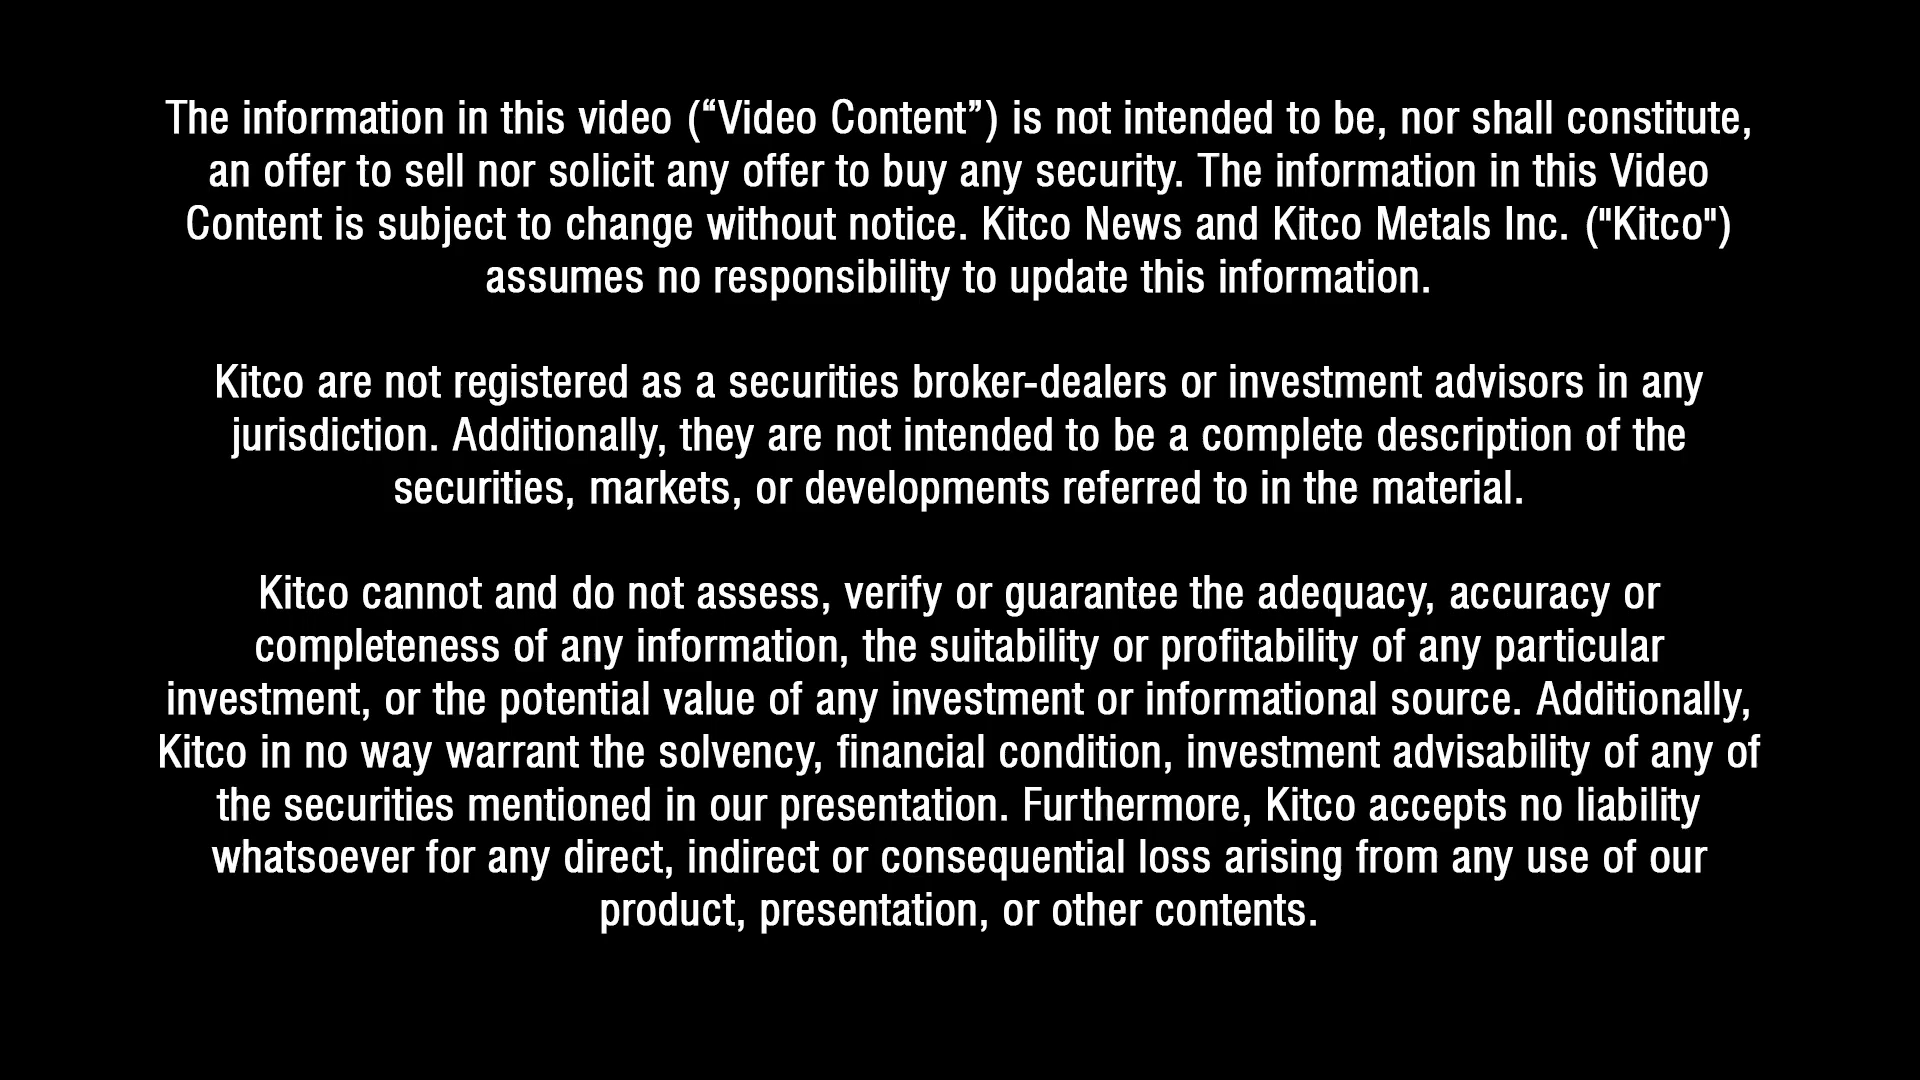 The information in this video (“Video Content”) is not intended to be, nor shall constitute,
an offer to sell nor solicit any offer to buy any security. The information in this Video
Content is subject to change without notice. Kitco News and Kitco Metals Inc. ("Kitco")
assumes no responsibility to update this information.
Kitco are not registered as a securities broker-dealers or investment advisors in any
jurisdiction. Additionally, they are not intended to be a complete description of the
securities, markets, or developments referred to in the material.
Kitco cannot and do not assess, verify or guarantee the adequacy, accuracy or
completeness of any information, the suitability or profitability of any particular
investment, or the potential value of any investment or informational source. Additionally,
Kitco in no way warrant the solvency, financial condition, investment advisability of any of
the securities mentioned in our presentation. Furthermore, Kitco accepts no liability
whatsoever for any direct, indirect or consequential loss arising from any use of our
product, presentation, or other contents.